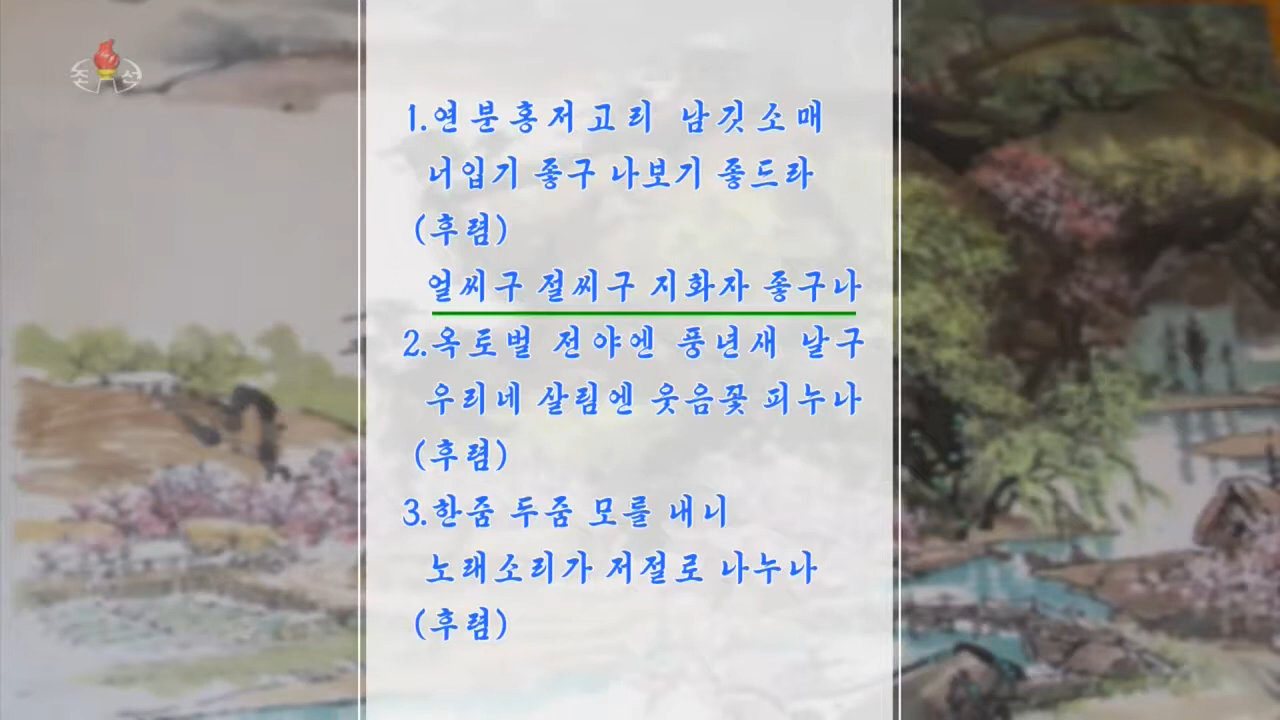 조선
1.연분홍저고리 남깃소매
너입기 좋구 나보기 좋드라
(후렴)
얼씨구 절씨구 지화자 좋구나
2.옥토벌 전야엔 풍년새 날구
우리네 살림엔 웃음꽃 피누나
(후렴)
3.한줌 두줌 모를 내니
노래소리가 저절로 나누나
(후렴)